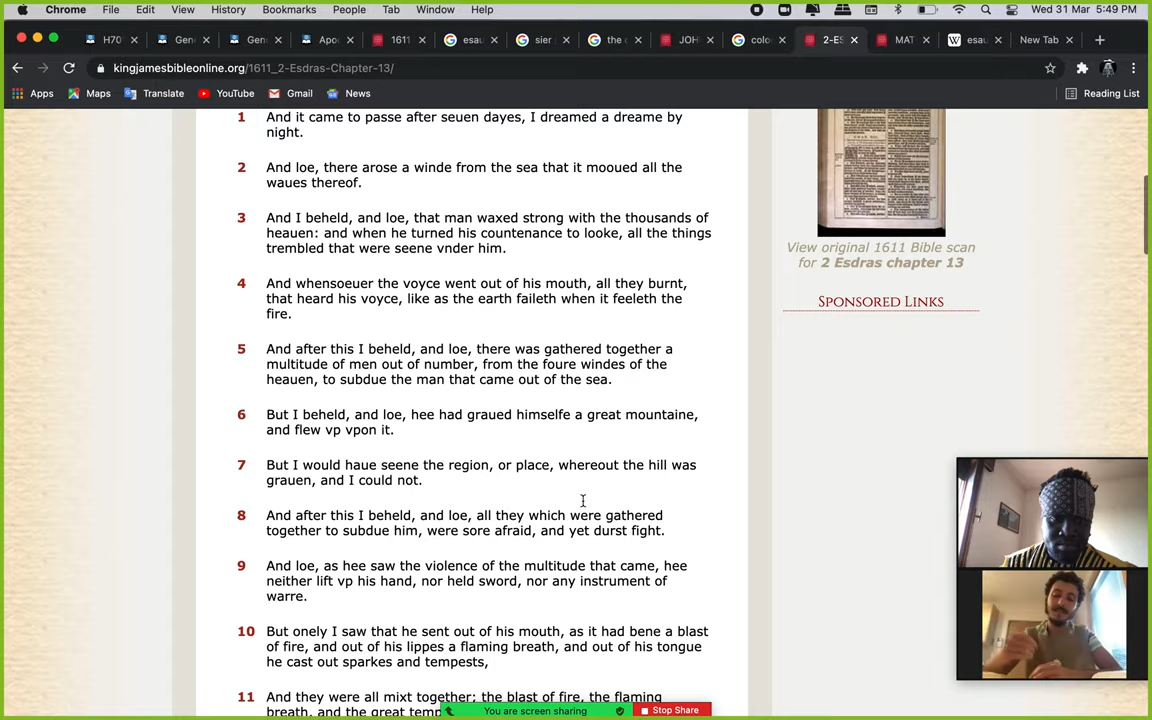 Chrome File Edit View History Bookmarks People Tab Window Help Wed 31 Mar 5:49 PM
H70 Gen Gen Apo 1611 esau sier the c JOH colo 2-ES MAT esau New Tab
kingjamesbibleonline.org/1611_2-Esdras-Chapter-13/
Apps Maps Translate YouTube Gmail News Reading List
1 And it came to passe after seuen dayes, I dreamed a dreame by
night.
2 And loe, there arose a winde from the sea that it mooued all the
waues thereof.
3 And I beheld, and loe, that man waxed strong with the thousands of
heauen: and when he turned his countenance to looke, all the things
trembled that were seene vnder him.
4 And whensoeuer the voyce went out of his mouth, all they burnt,
that heard his voyce, like as the earth faileth when it feeleth the
fire.
5 And after this I beheld, and loe, there was gathered together a
multitude of men out of number, from the foure windes of the
heauen, to subdue the man that came out of the sea.
6 But I beheld, and loe, hee had graued himselfe a great mountaine,
and flew vp vpon it.
7 But I would haue seene the region, or place, whereout the hill was
grauen, and I could not.
8 And after this I beheld, and loe, all they which were gathered
together to subdue him, were sore afraid, and yet durst fight.
9 And loe, as hee saw the violence of the multitude that came, hee
neither lift vp his hand, nor held sword, nor any instrument of
warre.
10 But onely I saw that he sent out of his mouth, as it had bene a blast
of fire, and out of his lippes a flaming breath, and out of his tongue
he cast out sparkes and tempests,
11 And they were all mixt together; the blast of fire, the flaming
breath, and the great temp
View original 1611 Bible scan
for 2 Esdras chapter 13
SPONSORED LINKS
You are screen sharing Stop Share